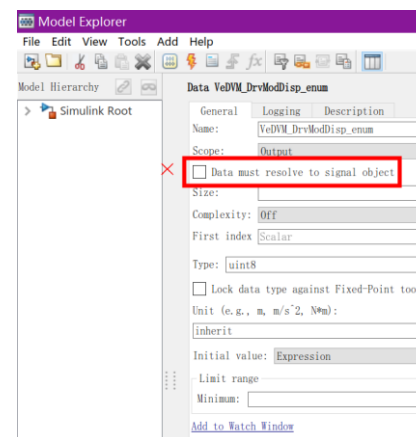 Model Explorer
File Edit View Tools Add Help
fx
Model Hierarchy
Simulink Root
Data VeDVM_DrvModDisp_enum
General Logging Description
Name: VeDVM_DrvModDisp_enum
Scope: Output
Data must resolve to signal object
Size:
Complexity: Off
First index Scalar
Type: uint8
Lock data type against Fixed-Point too
Unit (e.g., m, m/s^2, N*m):
inherit
Initial value: Expression
Limit range
Minimum:
Add to Watch Window